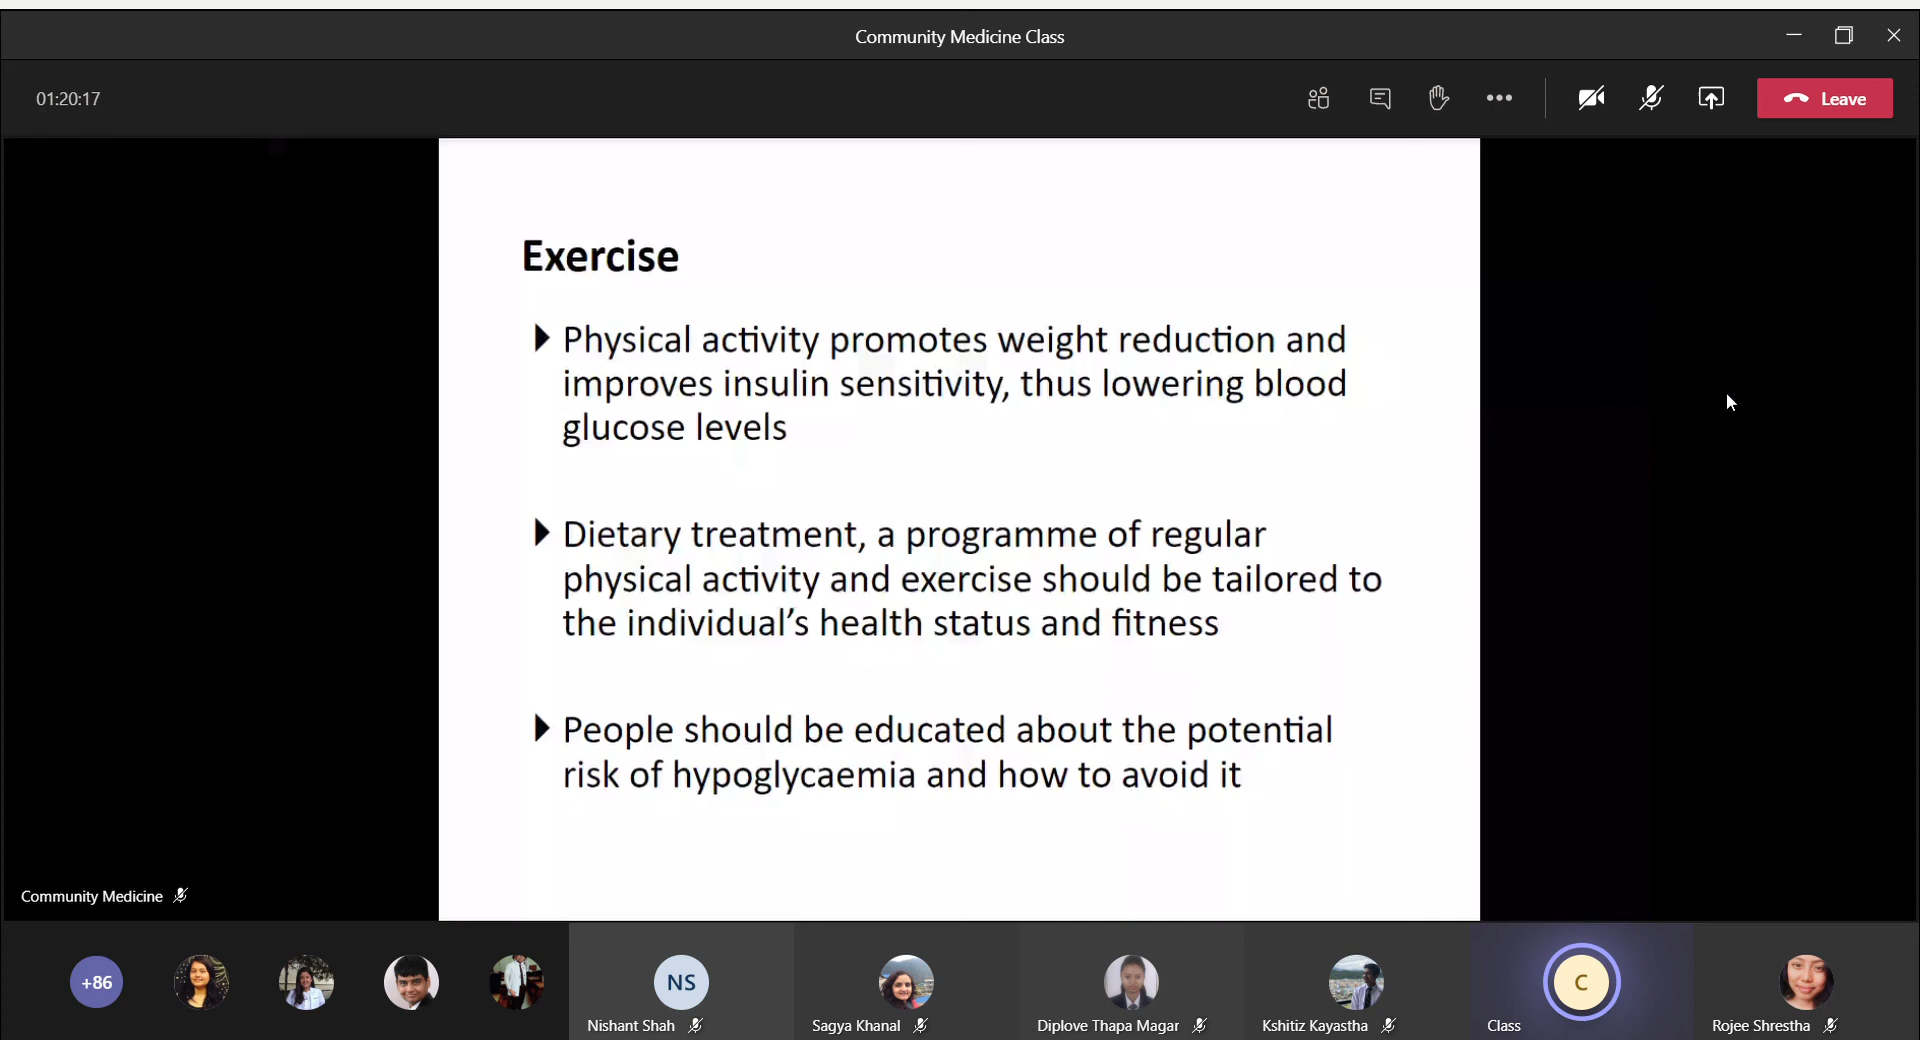 Community Medicine Class
01:20:17
Leave
Exercise
Physical activity promotes weight reduction and
improves insulin sensitivity, thus lowering blood
glucose levels
Dietary treatment, a programme of regular
physical activity and exercise should be tailored to
the individual’s health status and fitness
People should be educated about the potential
risk of hypoglycaemia and how to avoid it
Community Medicine
+86
NS
C
Nishant Shah
Sagya Khanal
Diplove Thapa Magar
Kshitiz Kayastha
Class
Rojee Shrestha